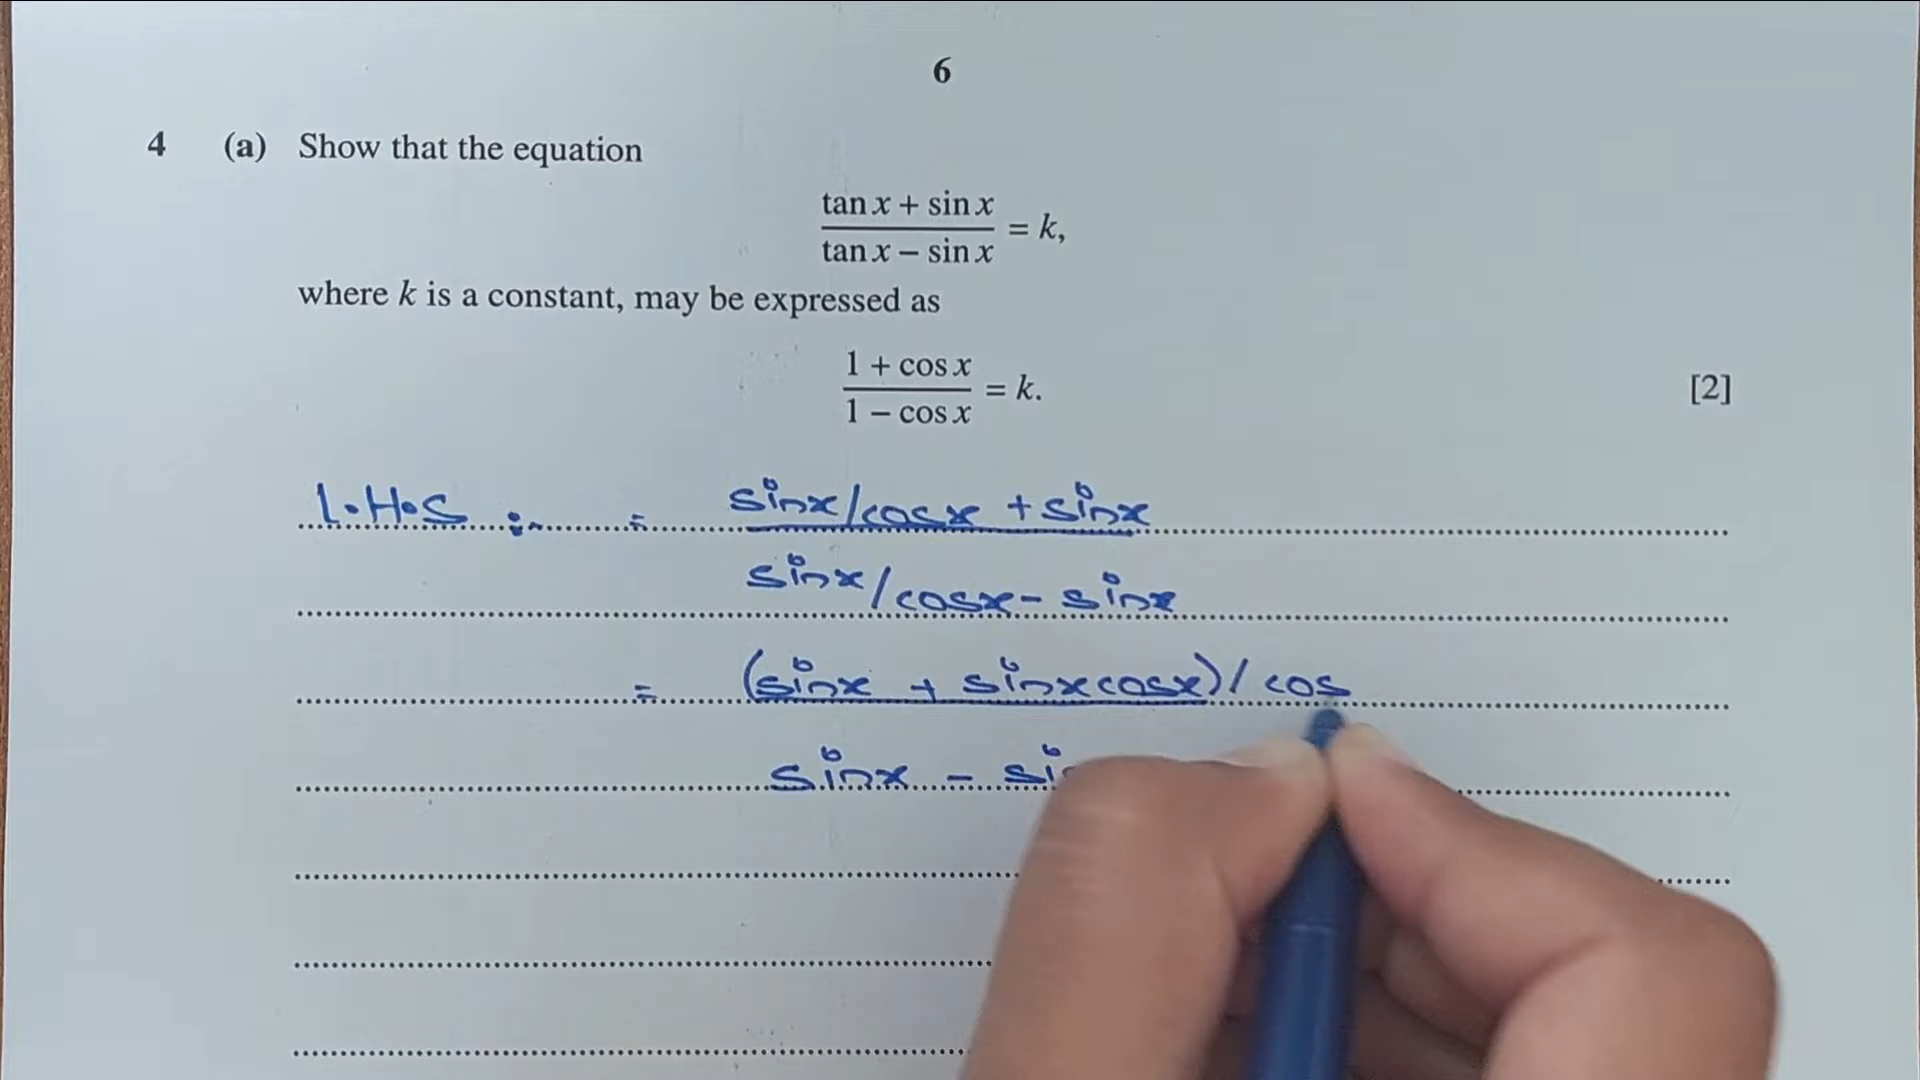 6
4 (a) Show that the equation
tan x + sin x
tan x − sin x
= k,
where k is a constant, may be expressed as
1 + cos x
1 − cos x
= k.
[2]
L.H.S :- = sinx/cosx + sinx
sinx/cosx - sinx
= (sinx + sinxcosx)/cos
sinx -